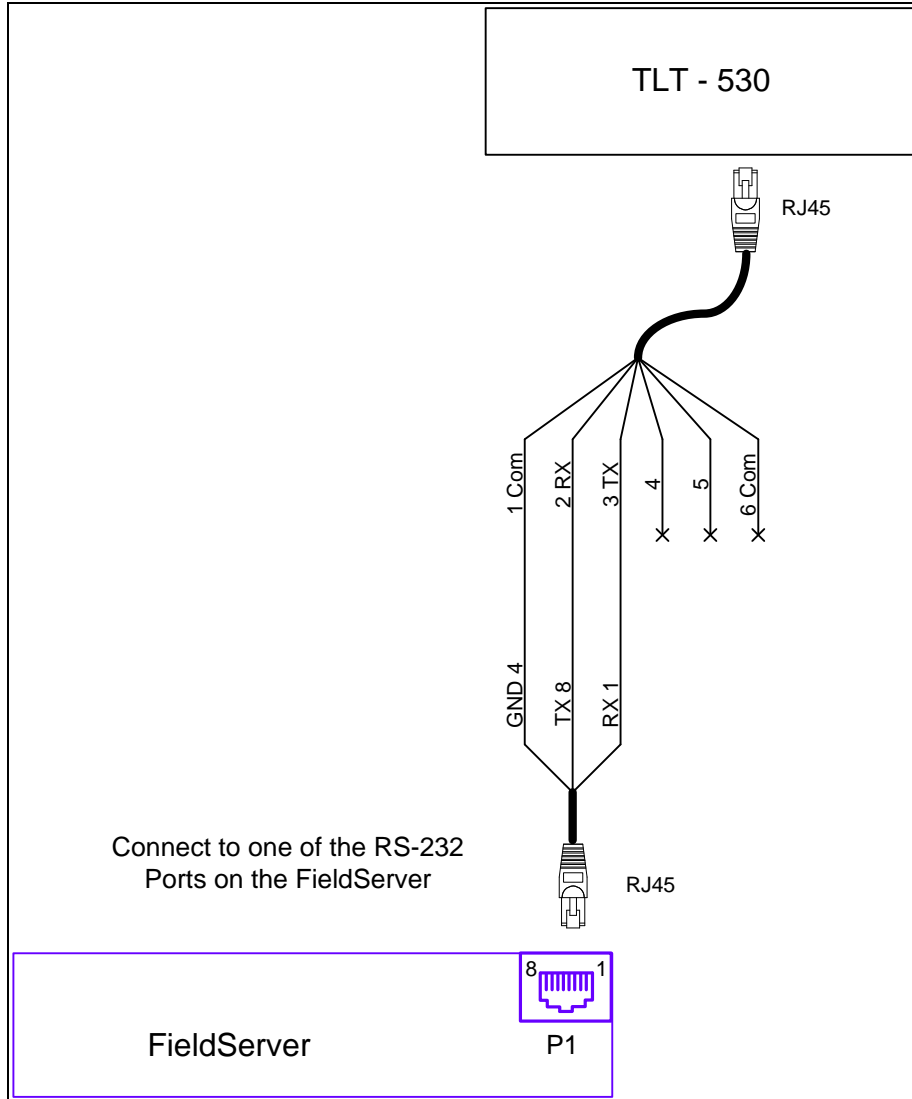 TLT - 530
RJ45
1 Com
2 RX
3 TX
4
5
6 Com
GND 4
TX 8
RX 1
Connect to one of the RS-232
Ports on the FieldServer
RJ45
8
1
FieldServer
P1